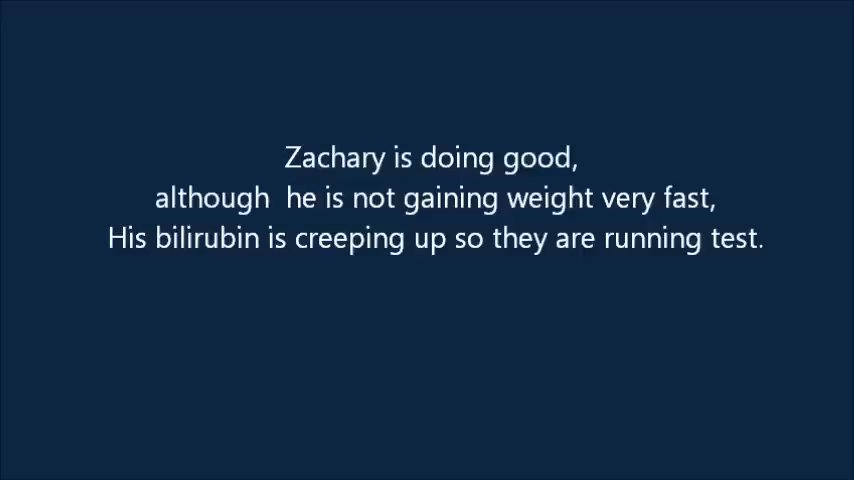 Zachary is doing good,
although  he is not gaining weight very fast,
His bilirubin is creeping up so they are running test.